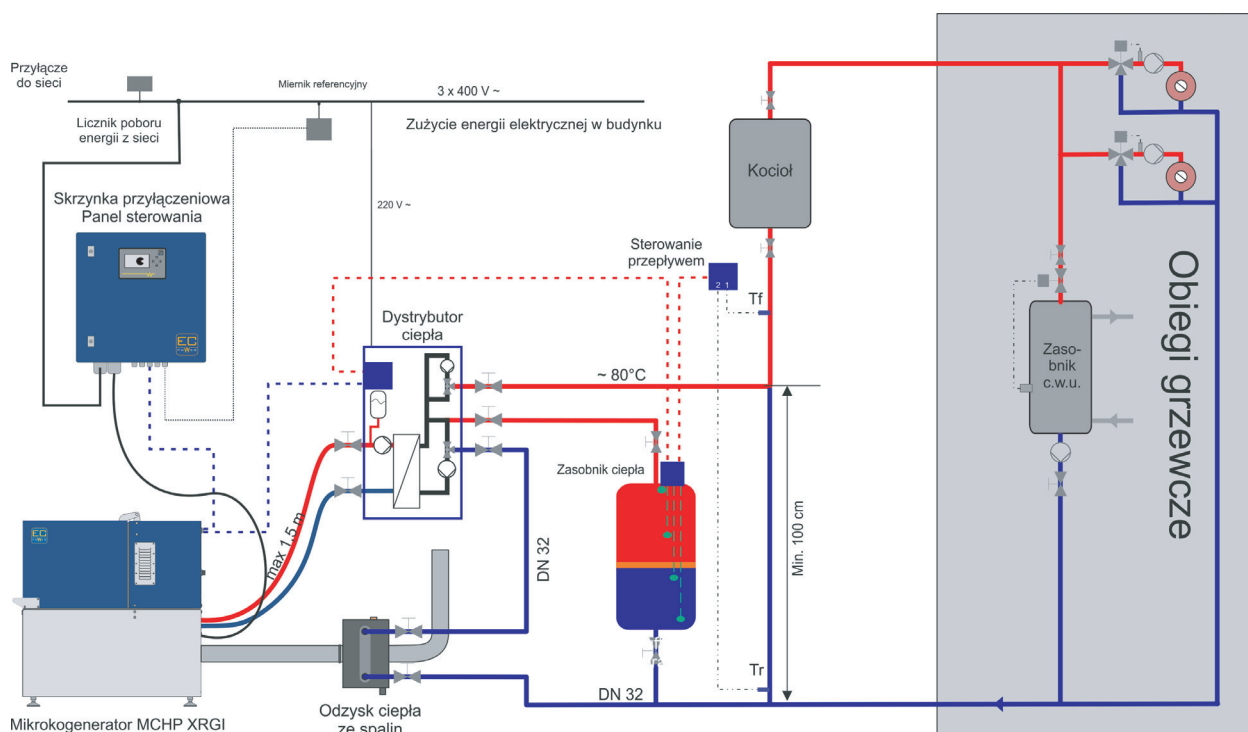 Przyłącze
do sieci
Miernik referencyjny
3 x 400 V ~
Licznik poboru
energii z sieci
Zużycie energii elektrycznej w budynku
Skrzynka przyłączeniowa
Panel sterowania
220 V ~
Kocioł
Sterowanie
przepływem
2 1
Tf
Dystrybutor
ciepła
~ 80°C
EC
Zasobnik ciepła
Zaso-
bnik
c.w.u.
Obiegi grzewcze
max 1.5 m
DN 32
Min. 100 cm
EC
Tr
DN 32
Odzysk ciepła
ze spalin
Mikrokogenerator MCHP XRGI